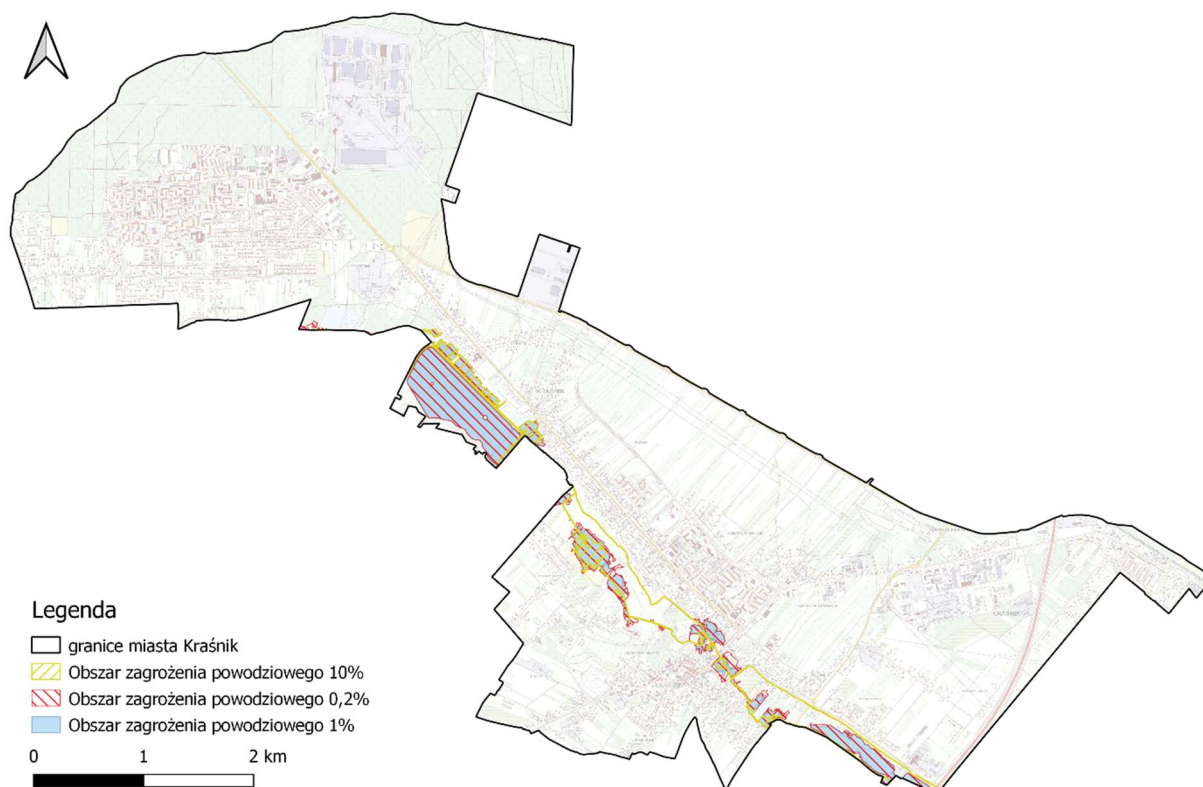 KRAŚNIK
Legenda
granice miasta Kraśnik
Obszar zagrożenia powodziowego 10%
Obszar zagrożenia powodziowego 0,2%
Obszar zagrożenia powodziowego 1%
0 1 2 km